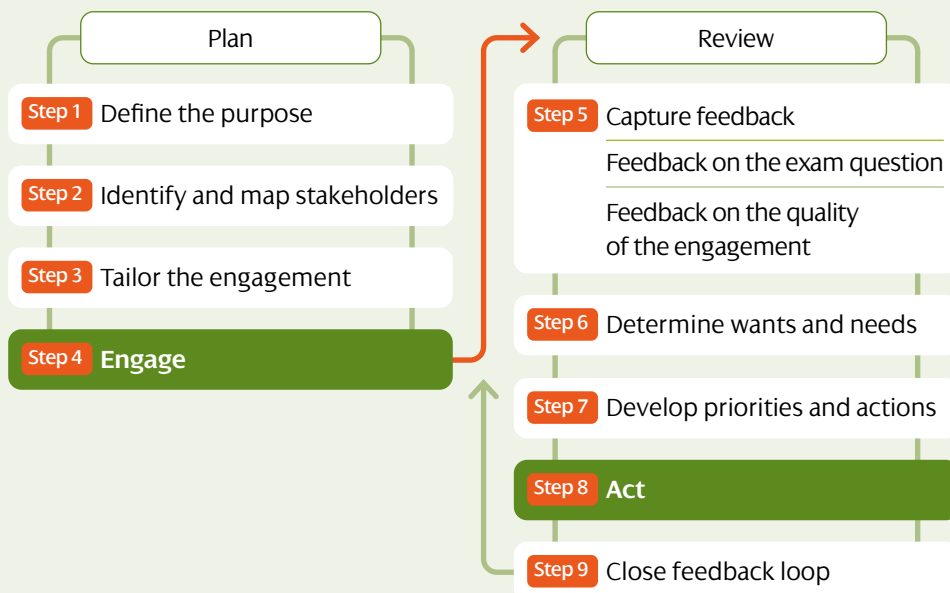 Plan
Step 1 Define the purpose
Step 2 Identify and map stakeholders
Step 3 Tailor the engagement
Step 4 Engage
Review
Step 5 Capture feedback
Feedback on the exam question
Feedback on the quality
of the engagement
Step 6 Determine wants and needs
Step 7 Develop priorities and actions
Step 8 Act
Step 9 Close feedback loop